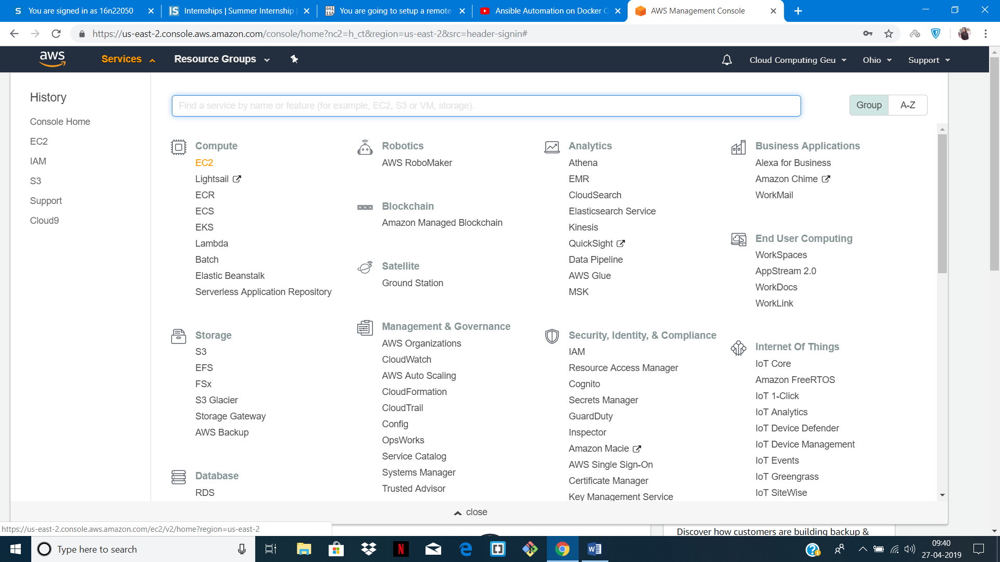 You are signed in as 16n22050
Internships | Summer Internship
You are going to setup a remote
Ansible Automation on Docker C
AWS Management Console
https://us-east-2.console.aws.amazon.com/console/home?nc2=h_ct&region=us-east-2&src=header-signin#
aws
Services
Resource Groups
Cloud Computing Geu
Ohio
Support
History
Console Home
EC2
IAM
S3
Support
Cloud9
Find a service by name or feature (for example, EC2, S3 or VM, storage).
Group
A-Z
Compute
EC2
Lightsail
ECR
ECS
EKS
Lambda
Batch
Elastic Beanstalk
Serverless Application Repository
Storage
S3
EFS
FSx
S3 Glacier
Storage Gateway
AWS Backup
Database
RDS
Robotics
AWS RoboMaker
Blockchain
Amazon Managed Blockchain
Satellite
Ground Station
Management & Governance
AWS Organizations
CloudWatch
AWS Auto Scaling
CloudFormation
CloudTrail
Config
OpsWorks
Service Catalog
Systems Manager
Trusted Advisor
Analytics
Athena
EMR
CloudSearch
Elasticsearch Service
Kinesis
QuickSight
Data Pipeline
AWS Glue
MSK
Security, Identity, & Compliance
IAM
Resource Access Manager
Cognito
Secrets Manager
GuardDuty
Inspector
Amazon Macie
AWS Single Sign-On
Certificate Manager
Key Management Service
Business Applications
Alexa for Business
Amazon Chime
WorkMail
End User Computing
WorkSpaces
AppStream 2.0
WorkDocs
WorkLink
Internet Of Things
IoT Core
Amazon FreeRTOS
IoT 1-Click
IoT Analytics
IoT Device Defender
IoT Device Management
IoT Events
IoT Greengrass
IoT SiteWise
close
https://us-east-2.console.aws.amazon.com/ec2/v2/home?region=us-east-2
Discover how customers are building backup &
Type here to search
09:40
27-04-2019